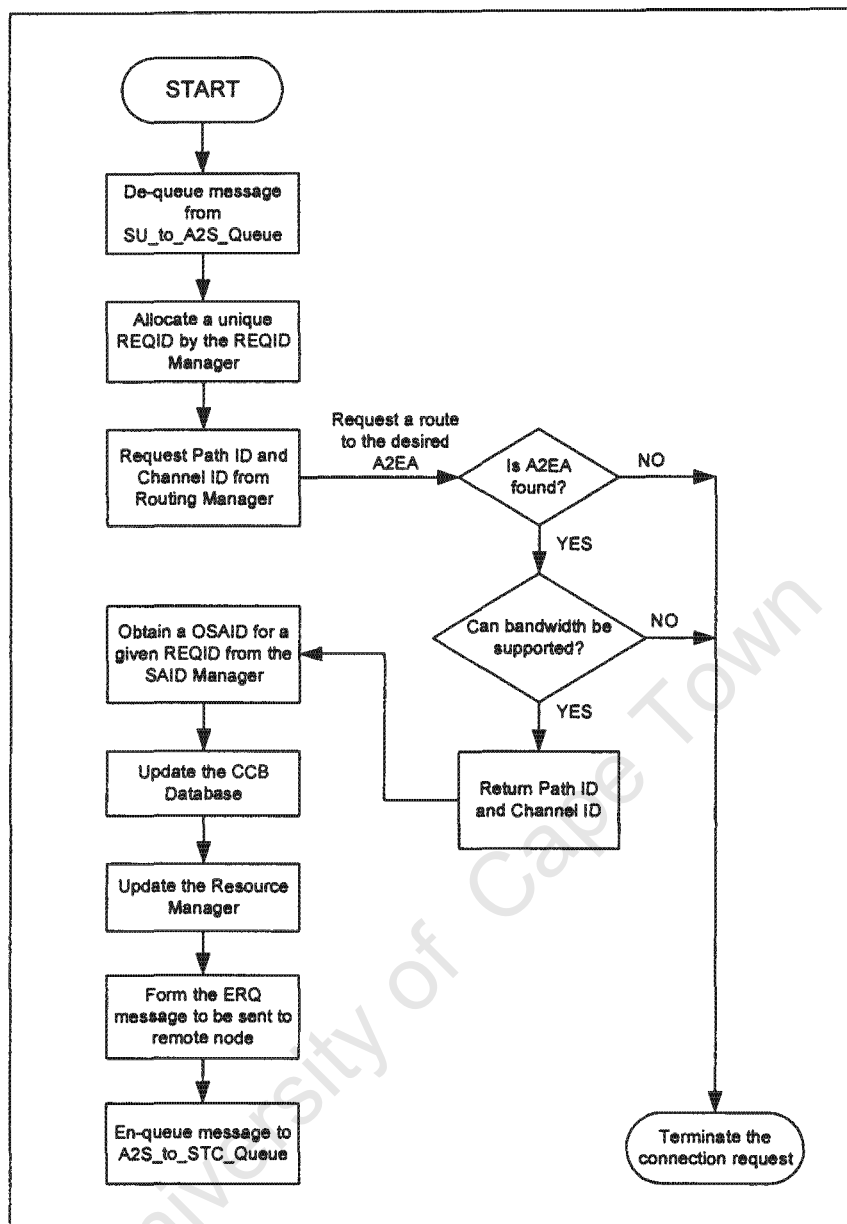 START
De-queue message
from
SU_to_A2S_Queue
Allocate a unique
REQID by the REQID
Manager
Request Path ID and
Channel ID from
Routing Manager
Request a route
to the desired
A2EA
Is A2EA
found?
NO
YES
Can bandwidth be
supported?
NO
YES
Return Path ID
and Channel ID
Obtain a OSAID for a
given REQID from the
SAID Manager
Update the CCB
Database
Update the Resource
Manager
Form the ERQ
message to be sent to
remote node
En-queue message to
A2S_to_STC_Queue
Terminate the
connection request
University of Cape Town